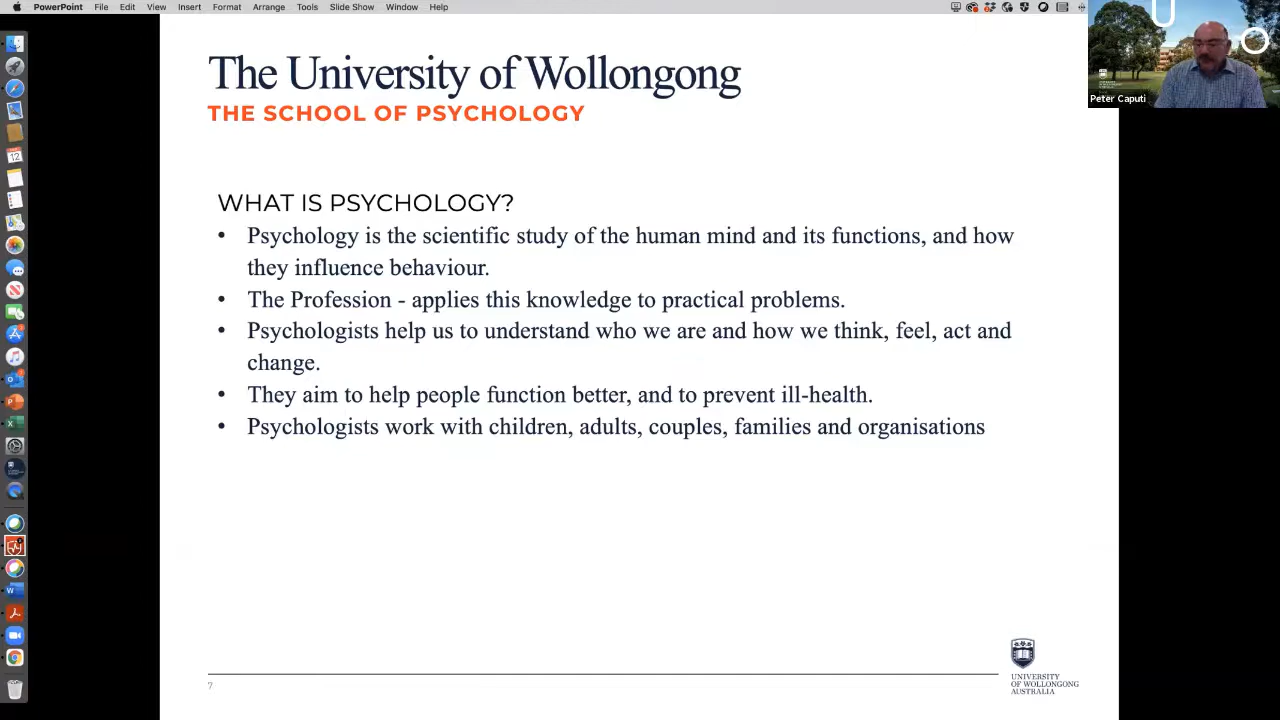 PowerPoint File Edit View Insert Format Arrange Tools Slide Show Window Help
Peter Caputi
The University of Wollongong
THE SCHOOL OF PSYCHOLOGY
WHAT IS PSYCHOLOGY?
• Psychology is the scientific study of the human mind and its functions, and how
they influence behaviour.
• The Profession - applies this knowledge to practical problems.
• Psychologists help us to understand who we are and how we think, feel, act and
change.
• They aim to help people function better, and to prevent ill-health.
• Psychologists work with children, adults, couples, families and organisations
7
UNIVERSITY
OF WOLLONGONG
AUSTRALIA
12